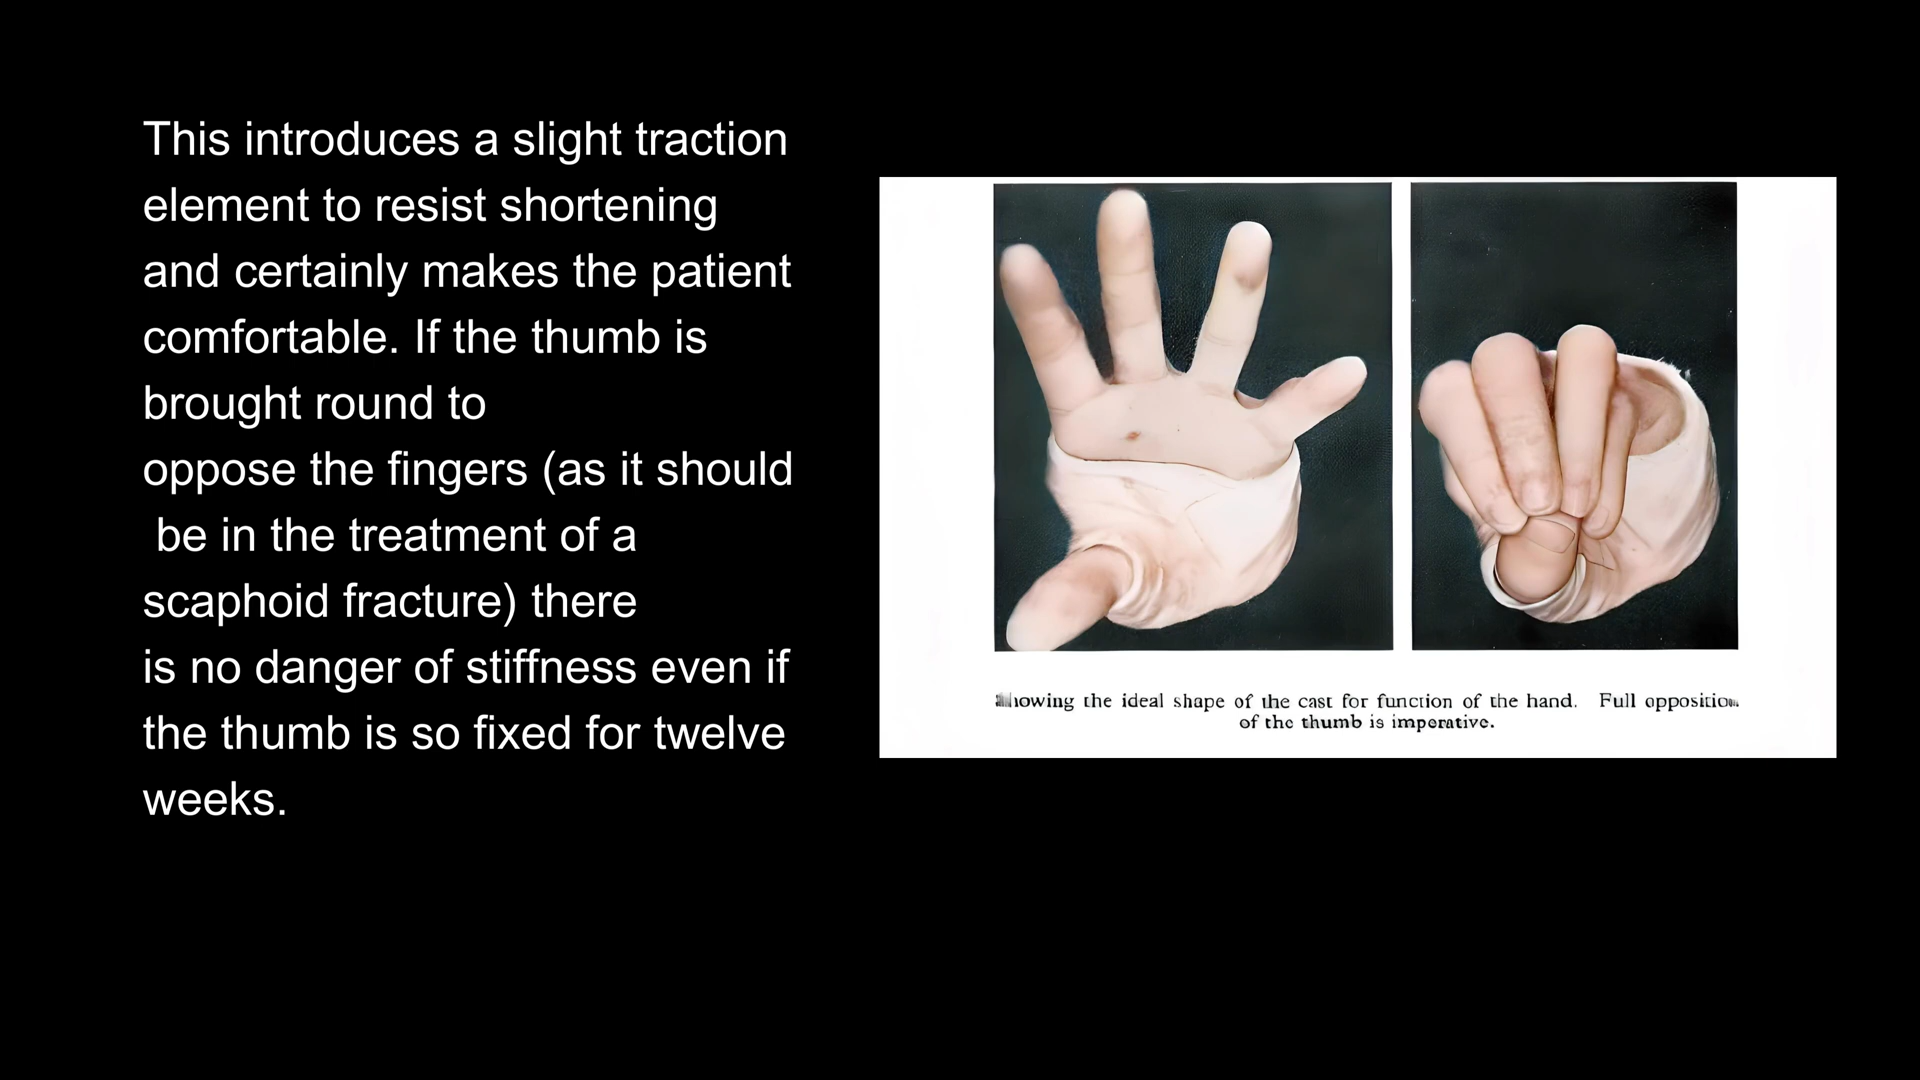 This introduces a slight traction
element to resist shortening
and certainly makes the patient
comfortable. If the thumb is
brought round to
oppose the fingers (as it should
be in the treatment of a
scaphoid fracture) there
is no danger of stiffness even if
the thumb is so fixed for twelve
weeks.
the ideal shape of the cast for function of the hand. Full opposition
of the thumb is imperative.